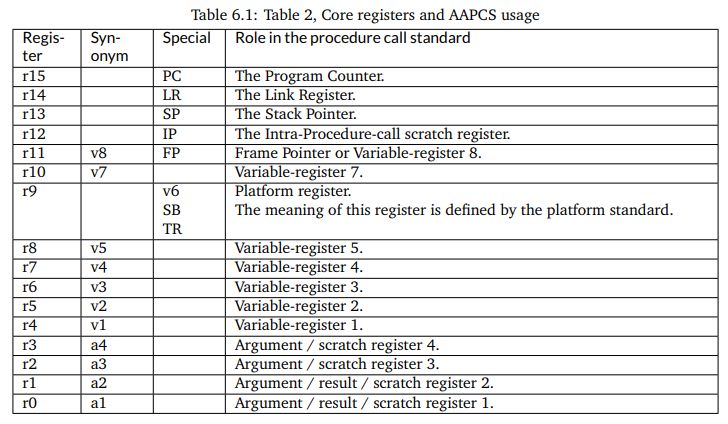 Table 6.1: Table 2, Core registers and AAPCS usage
Regis-ter Syn-onym Special Role in the procedure call standard
r15 PC The Program Counter.
r14 LR The Link Register.
r13 SP The Stack Pointer.
r12 IP The Intra-Procedure-call scratch register.
r11 v8 FP Frame Pointer or Variable-register 8.
r10 v7 Variable-register 7.
r9 v6 Platform register.
SB The meaning of this register is defined by the platform standard.
TR
r8 v5 Variable-register 5.
r7 v4 Variable-register 4.
r6 v3 Variable-register 3.
r5 v2 Variable-register 2.
r4 v1 Variable-register 1.
r3 a4 Argument / scratch register 4.
r2 a3 Argument / scratch register 3.
r1 a2 Argument / result / scratch register 2.
r0 a1 Argument / result / scratch register 1.